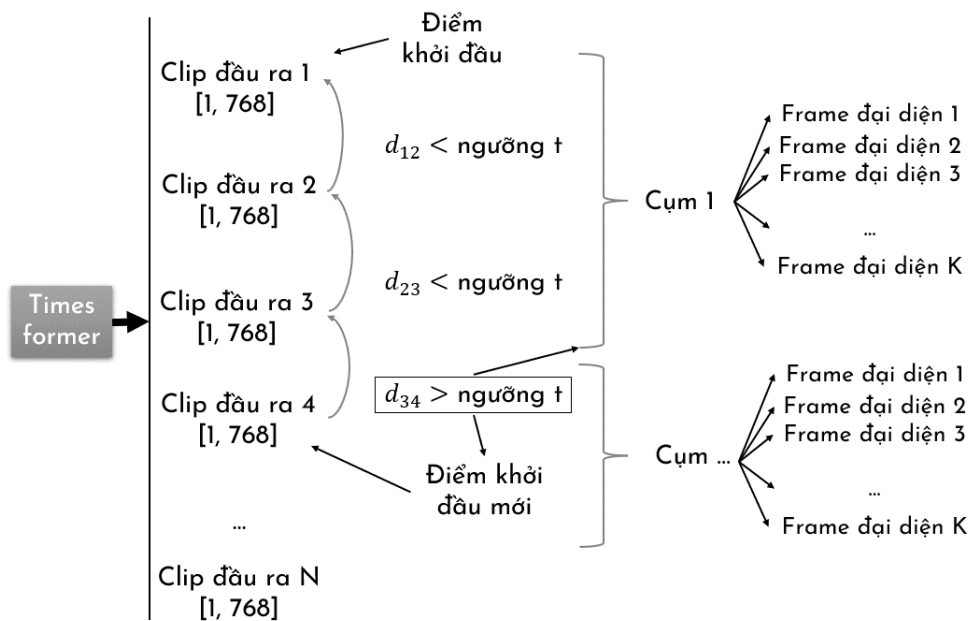 Times
former
Clip đầu ra 1
[1, 768]
Clip đầu ra 2
[1, 768]
Clip đầu ra 3
[1, 768]
Clip đầu ra 4
[1, 768]
...
Clip đầu ra N
[1, 768]
Điểm
khởi đầu
d₁₂ < ngưỡng t
d₂₃ < ngưỡng t
d₃₄ > ngưỡng t
Điểm khởi
đầu mới
Cụm 1
Frame đại diện 1
Frame đại diện 2
Frame đại diện 3
...
Frame đại diện K
Cụm ...
Frame đại diện 1
Frame đại diện 2
Frame đại diện 3
...
Frame đại diện K